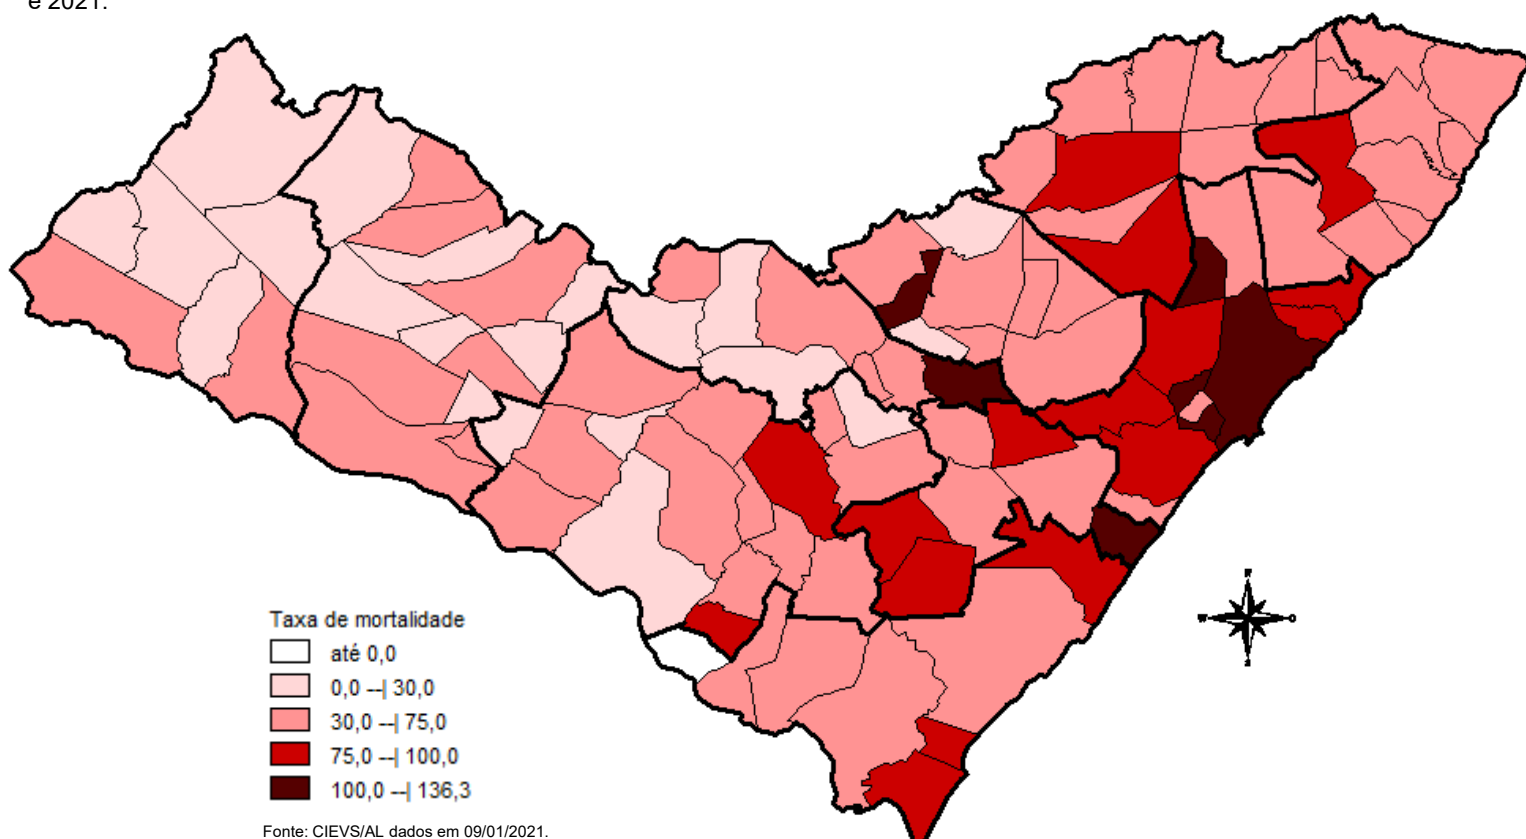 e 2021.
Taxa de mortalidade
até 0,0
0,0 --| 30,0
30,0 --| 75,0
75,0 --| 100,0
100,0 --| 136,3
Fonte: CIEVS/AL dados em 09/01/2021.